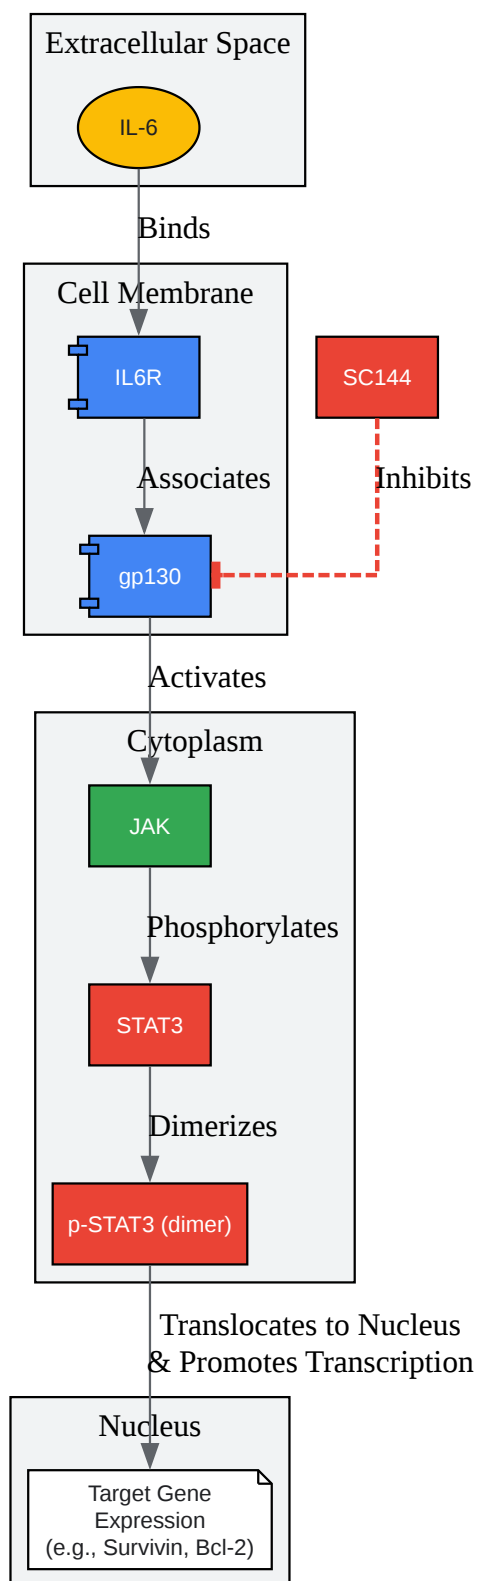 Extracellular Space
IL-6
Binds
Cell Membrane
IL6R
SC144
Associates
Inhibits
gp130
Activates
Cytoplasm
JAK
Phosphorylates
STAT3
Dimerizes
p-STAT3 (dimer)
Translocates to Nucleus
& Promotes Transcription
Nucleus
Target Gene
Expression
(e.g., Survivin, Bcl-2)